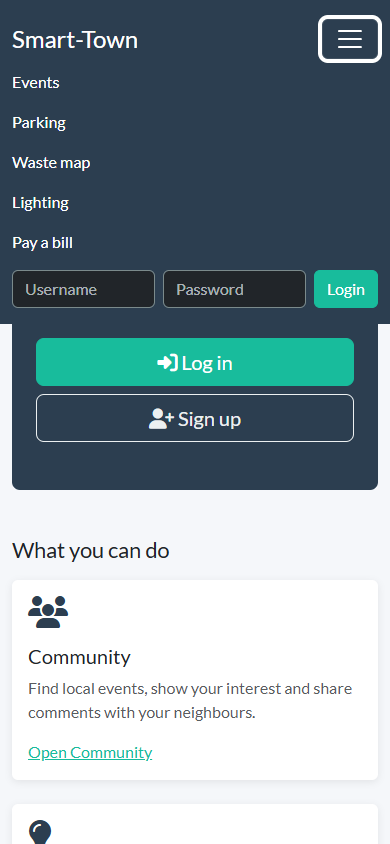 Smart-Town
Events
Parking
Waste map
Lighting
Pay a bill
Username
Password
Login
Log in
Sign up
What you can do
Community
Find local events, show your interest and share
comments with your neighbours.
Open Community